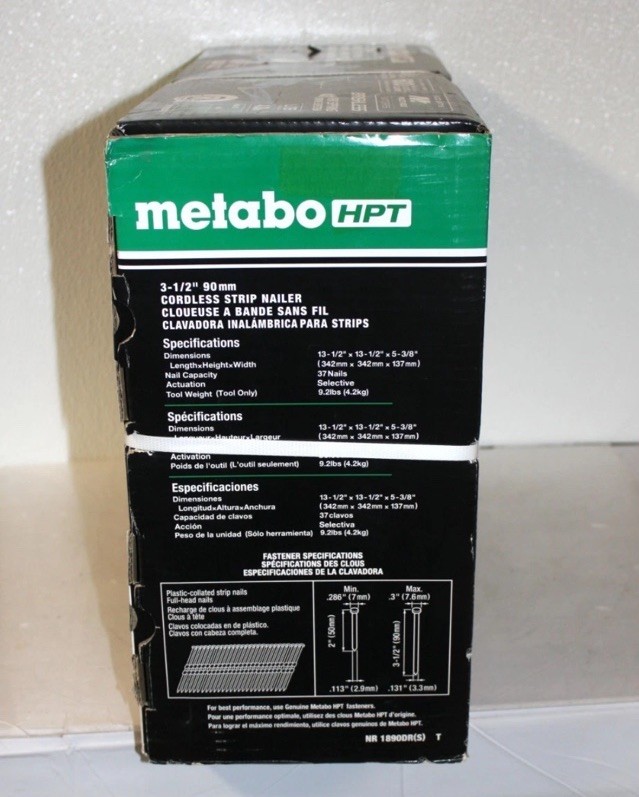 metabo HPT
3-1/2" 90mm
CORDLESS STRIP NAILER
CLOUEUSE A BANDE SANS FIL
CLAVADORA INALÁMBRICA PARA STRIPS
Specifications
Dimensions
Length×Height×Width
13-1/2" × 13-1/2" × 5-3/8"
(342mm × 342mm × 137mm)
Nail Capacity 37 Nails
Actuation Selective
Tool Weight (Tool Only) 9.2lbs (4.2kg)
Spécifications
Dimensions
Longueur×Hauteur×Largeur
13-1/2" × 13-1/2" × 5-3/8"
(342mm × 342mm × 137mm)
Activation
Poids de l'outil (L'outil seulement) 9.2lbs (4.2kg)
Especificaciones
Dimensiones
Longitud×Altura×Anchura
13-1/2" × 13-1/2" × 5-3/8"
(342mm × 342mm × 137mm)
Capacidad de clavos 37 clavos
Acción Selectiva
Peso de la unidad (Sólo herramienta) 9.2lbs (4.2kg)
FASTENER SPECIFICATIONS
SPÉCIFICATIONS DES CLOUS
ESPECIFICACIONES DE LA CLAVADORA
Plastic-collated strip nails
Full-head nails
Recharge de clous à assemblage plastique
Clous à tête
Clavos colocadas en de plástico.
Clavos con cabeza completa.
Min.
.286" (7mm)
2" (50mm)
.113" (2.9mm)
Max.
.3" (7.6mm)
3-1/2" (90mm)
.131" (3.3mm)
For best performance, use Genuine Metabo HPT fasteners.
Pour une performance optimale, utilisez des clous Metabo HPT d'origine.
Para lograr el máximo rendimiento, utilice clavos genuinos de Metabo HPT.
NR 1890DR(S) T